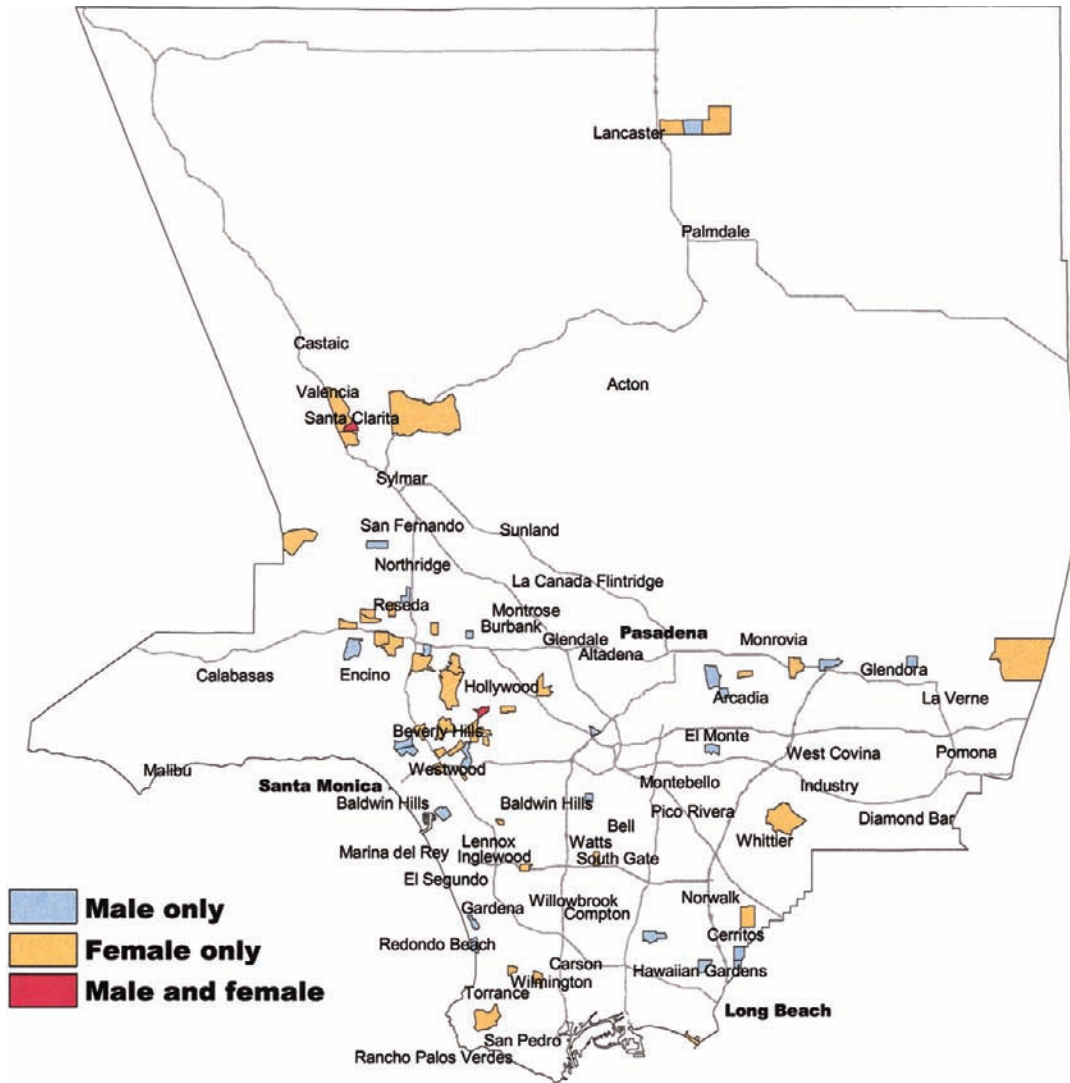 Lancaster
Palmdale
Castaic
Acton
Valencia
Santa Clarita
Sylmar
San Fernando
Sunland
Northridge
La Canada Flintridge
Reseda
Montrose
Burbank
Glendale
Pasadena
Altadena
Monrovia
Glendora
Calabasas
Encino
Hollywood
Arcadia
La Verne
Beverly Hills
El Monte
West Covina
Pomona
Malibu
Westwood
Santa Monica
Montebello
Industry
Baldwin Hills
Baldwin Hills
Pico Rivera
Diamond Bar
Bell
Whittier
Marina del Rey
Lennox
Inglewood
Watts
South Gate
El Segundo
Willowbrook
Norwalk
Gardena
Compton
Cerritos
Redondo Beach
Carson
Hawaiian Gardens
Wilmington
Torrance
Long Beach
San Pedro
Rancho Palos Verdes
Male only
Female only
Male and female